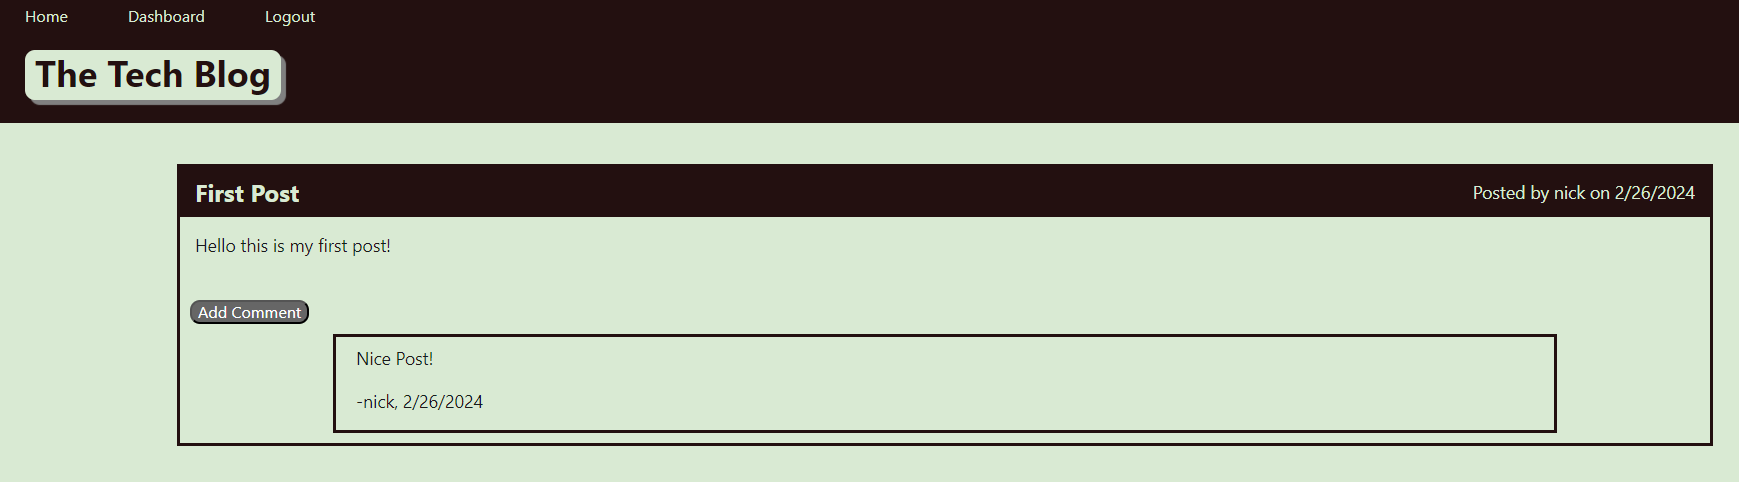 Home Dashboard Logout
The Tech Blog
First Post Posted by nick on 2/26/2024
Hello this is my first post!
Add Comment
Nice Post!
-nick, 2/26/2024